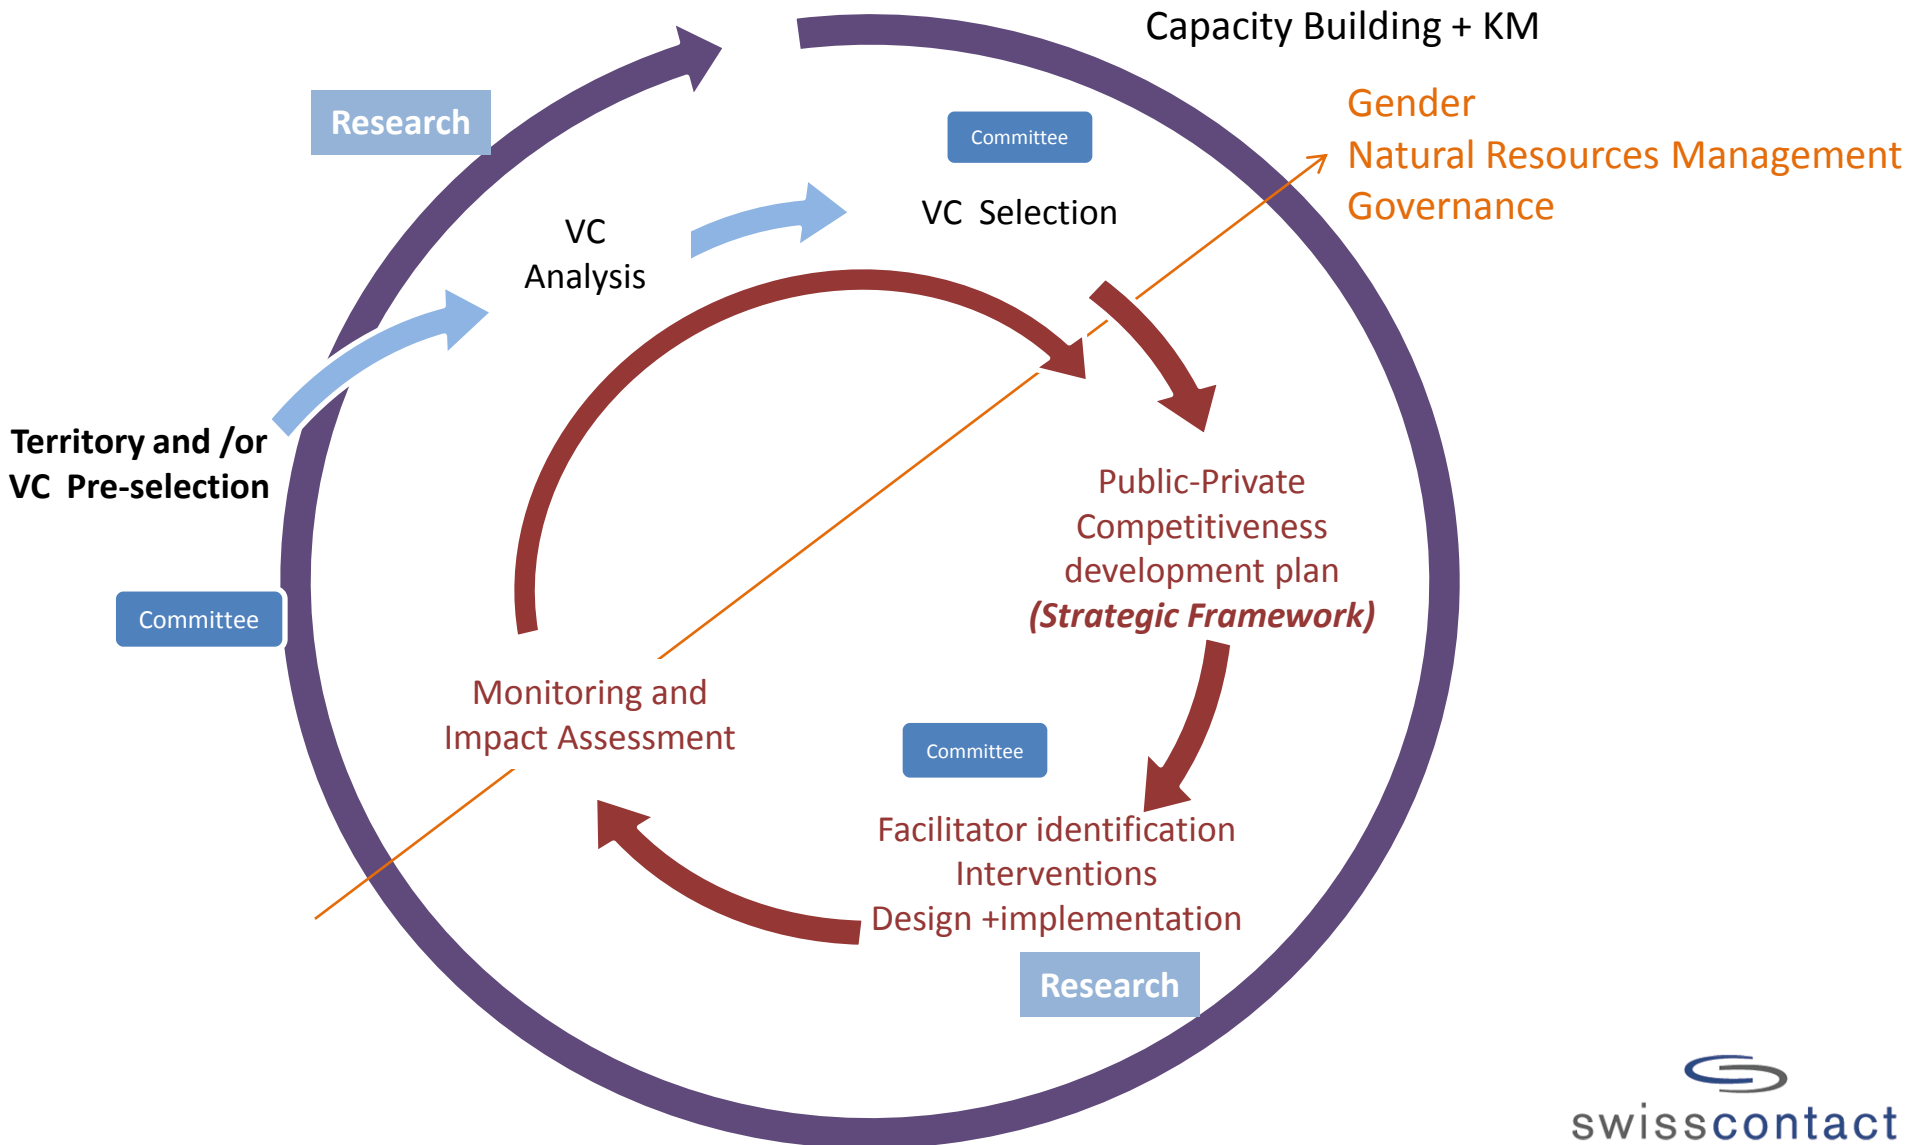 Capacity Building + KM
Research
Committee
Gender
Natural Resources Management
Governance
VC Selection
VC
Analysis
Territory and /or
VC Pre-selection
Public-Private
Competitiveness
development plan
(Strategic Framework)
Committee
Monitoring and
Impact Assessment
Committee
Facilitator identification
Interventions
Design +implementation
Research
swisscontact